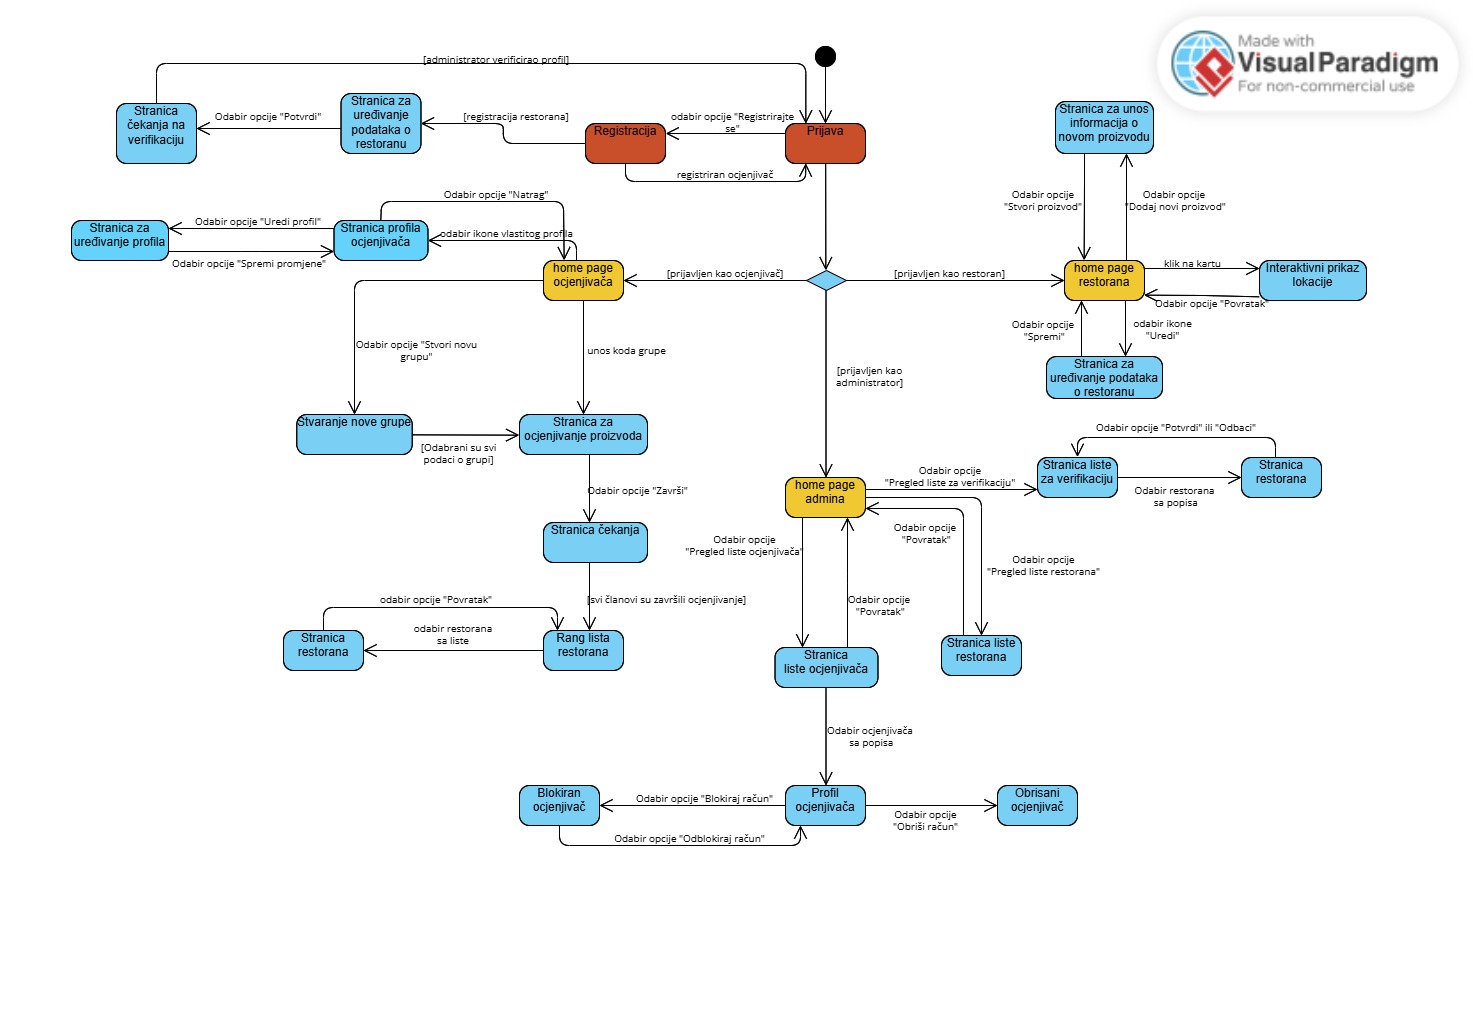 Made with
VisualParadigm
For non-commercial use
[administrator verificirao profil]
Stranica
čekanja na
verifikaciju
Odabir opcije "Potvrdi"
Stranica za
uređivanje
podataka o
restoranu
[registracija restorana]
Registracija
odabir opcije "Registrirajte
se"
Prijava
registriran ocjenjivač
Stranica za unos
informacija o
novom proizvodu
Odabir opcije
"Stvori proizvod"
Odabir opcije
"Dodaj novi proizvod"
Odabir opcije "Natrag"
Stranica za
uređivanje profila
Odabir opcije "Uredi profil"
Odabir opcije "Spremi promjene"
Stranica profila
ocjenjivača
odabir ikone vlastitog profila
home page
ocjenjivača
[prijavljen kao ocjenjivač]
[prijavljen kao restoran]
home page
restorana
klik na kartu
Interaktivni prikaz
lokacije
Odabir opcije "Povratak"
Odabir opcije
"Spremi"
odabir ikone
"Uredi"
Stranica za
uređivanje podataka
o restoranu
Odabir opcije "Stvori novu
grupu"
unos koda grupe
[prijavljen kao
administrator]
Stvaranje nove grupe
[Odabrani su svi
podaci o grupi]
Stranica za
ocjenjivanje proizvoda
Odabir opcije "Potvrdi" ili "Odbaci"
home page
admina
Odabir opcije
"Pregled liste za verifikaciju"
Stranica liste
za verifikaciju
Odabir restorana
sa popisa
Stranica
restorana
Odabir opcije "Završi"
Stranica čekanja
Odabir opcije
"Pregled liste ocjenjivača"
Odabir opcije
"Povratak"
Odabir opcije
"Pregled liste restorana"
[svi članovi su završili ocjenjivanje]
Odabir opcije
"Povratak"
odabir opcije "Povratak"
Stranica
restorana
odabir restorana
sa liste
Rang lista
restorana
Stranica
liste ocjenjivača
Stranica liste
restorana
Odabir ocjenjivača
sa popisa
Blokiran
ocjenjivač
Odabir opcije "Blokiraj račun"
Profil
ocjenjivača
Odabir opcije
"Obriši račun"
Obrisani
ocjenjivač
Odabir opcije "Odblokiraj račun"